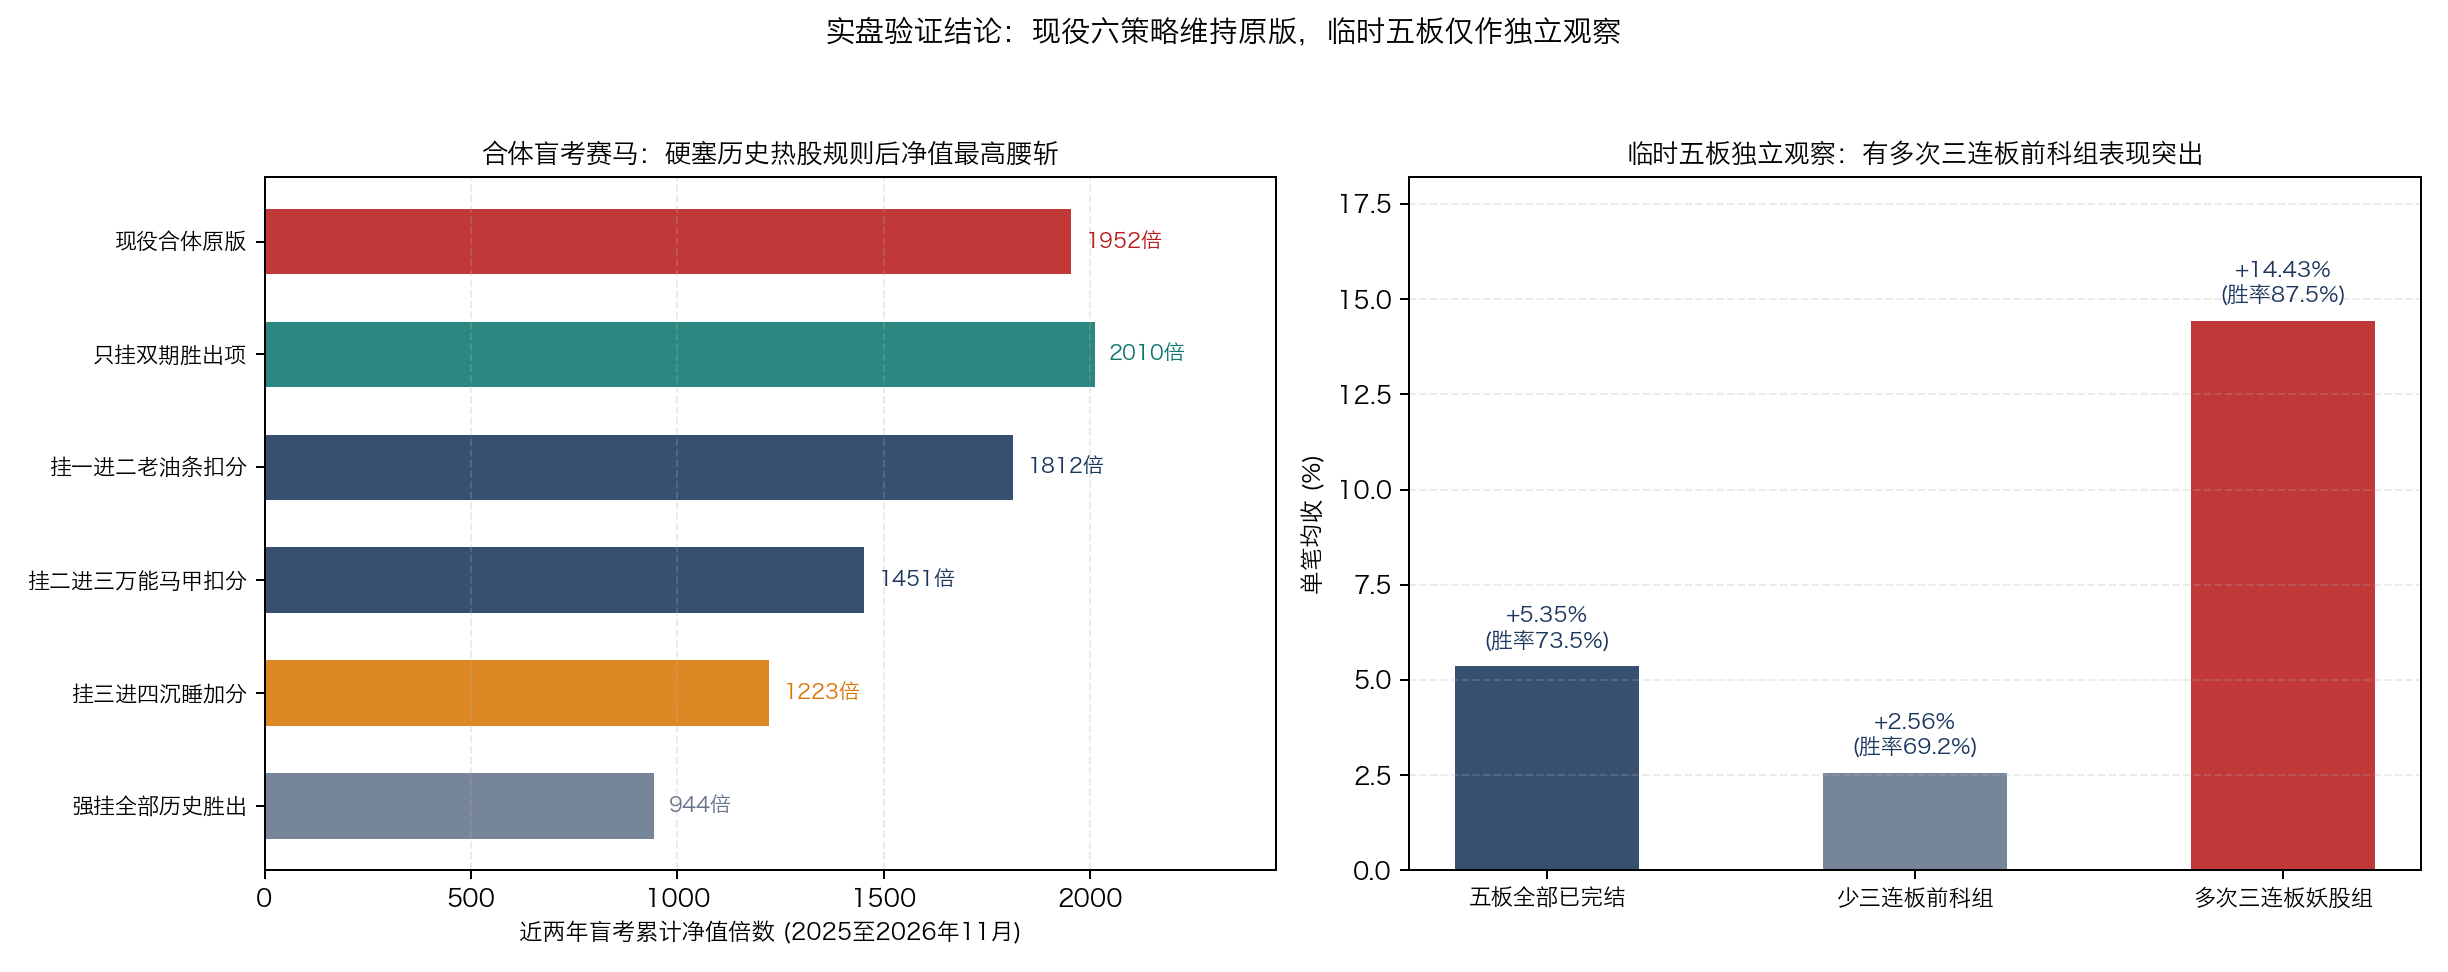 实盘验证结论：现役六策略维持原版，临时五板仅作独立观察
合体盲考赛马：硬塞历史热股规则后净值最高腰斩
现役合体原版
1952倍
只挂双期胜出项
2010倍
挂一进二老油条扣分
1812倍
挂二进三万能马甲扣分
1451倍
挂三进四沉睡加分
1223倍
强挂全部历史胜出
944倍
0 500 1000 1500 2000
近两年盲考累计净值倍数 (2025至2026年11月)
临时五板独立观察：有多次三连板前科组表现突出
单笔均收 (%)
17.5
15.0
12.5
10.0
7.5
5.0
2.5
0.0
+5.35%
(胜率73.5%)
+2.56%
(胜率69.2%)
+14.43%
(胜率87.5%)
五板全部已完结 少三连板前科组 多次三连板妖股组